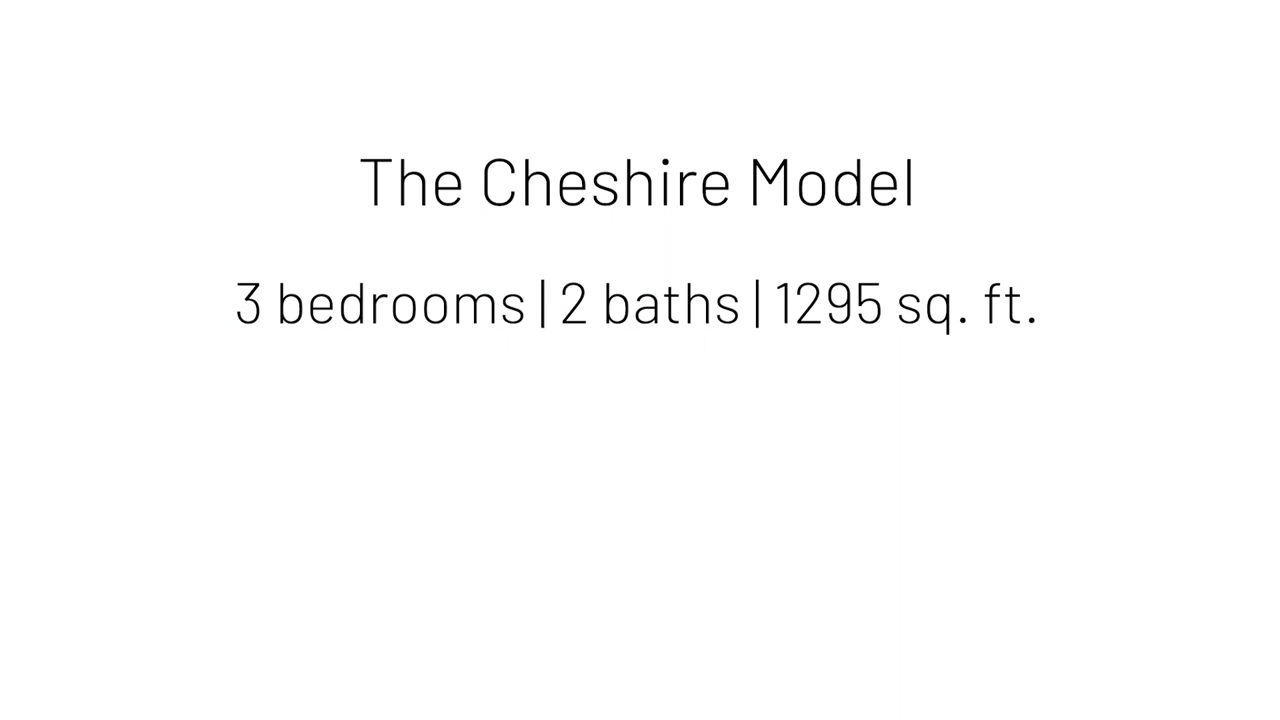 The Cheshire Model
3 bedrooms | 2 baths | 1295 sq. ft.